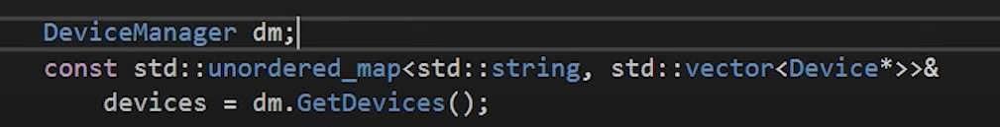 DeviceManager dm;
const std::unordered_map<std::string, std::vector<Device*>>&
    devices = dm.GetDevices();